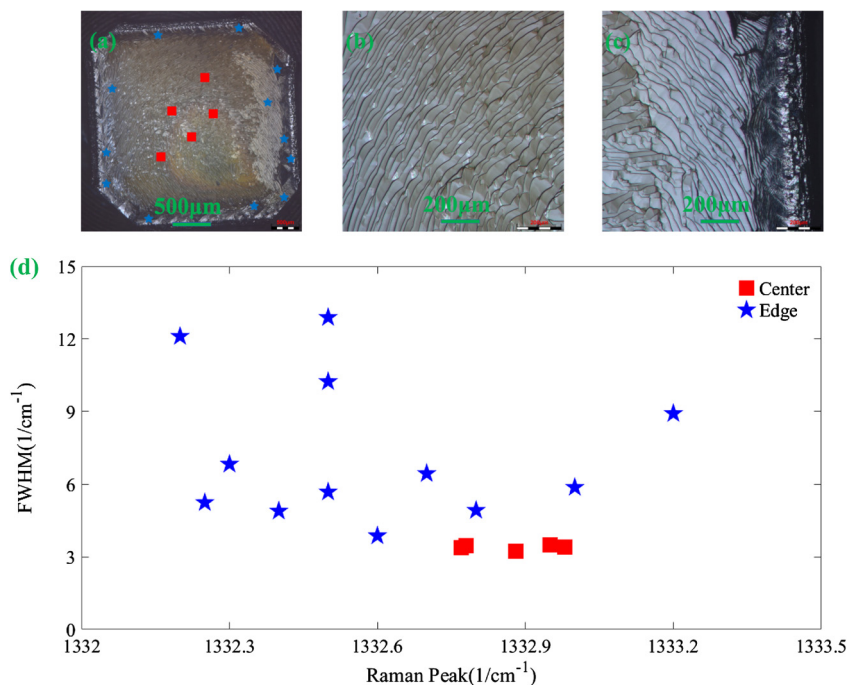 (a)
500μm
(b)
200μm
(c)
200μm
(d)
15
12
9
6
3
0
FWHM(1/cm⁻¹)
Center
Edge
1332
1332.3
1332.6
1332.9
1333.2
1333.5
Raman Peak(1/cm⁻¹)